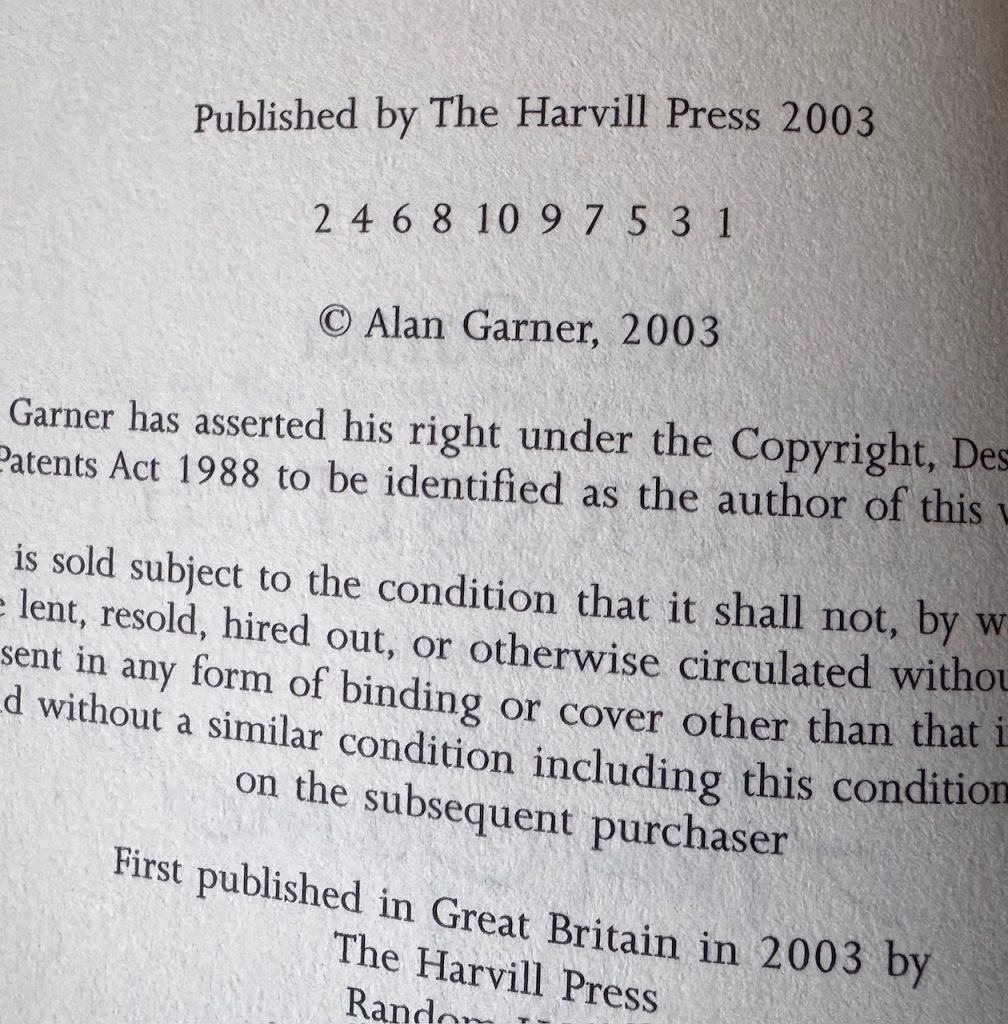 Published by The Harvill Press 2003
2 4 6 8 10 9 7 5 3 1
© Alan Garner, 2003
Garner has asserted his right under the Copyright, Des
Patents Act 1988 to be identified as the author of this
is sold subject to the condition that it shall not, by w
lent, resold, hired out, or otherwise circulated withou
sent in any form of binding or cover other than that i
d without a similar condition including this condition
on the subsequent purchaser
First published in Great Britain in 2003 by
The Harvill Press
Random